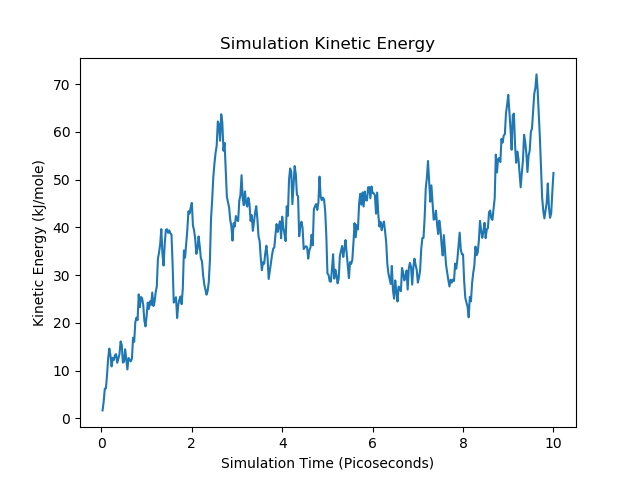 Simulation Kinetic Energy
Kinetic Energy (kJ/mole)
70
60
50
40
30
20
10
0
0 2 4 6 8 10
Simulation Time (Picoseconds)